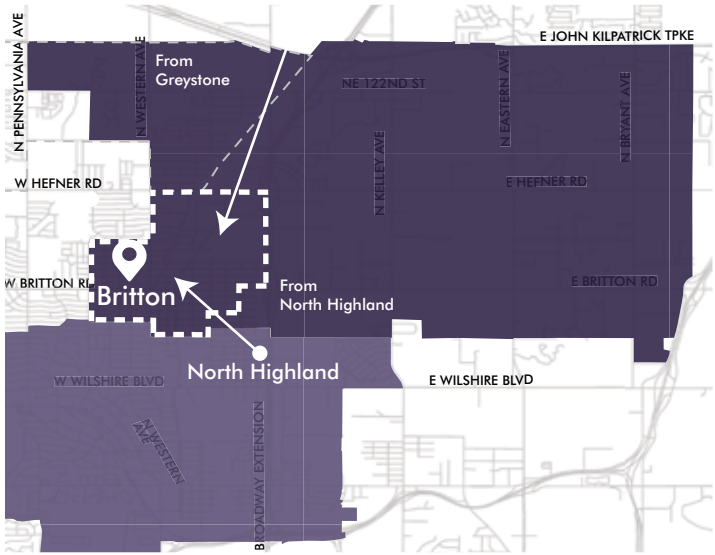 N PENNSYLVANIA AVE
E JOHN KILPATRICK TPKE
N WESTERN AVE
From
Greystone
NE 122ND ST
N EASTERN AVE
N BRYANT AVE
N KELLEY AVE
W HEFNER RD
E HEFNER RD
W BRITTON RD
Britton
From
North Highland
E BRITTON RD
North Highland
W WILSHIRE BLVD
E WILSHIRE BLVD
N WESTERN
AVE
BROADWAY EXTENSION